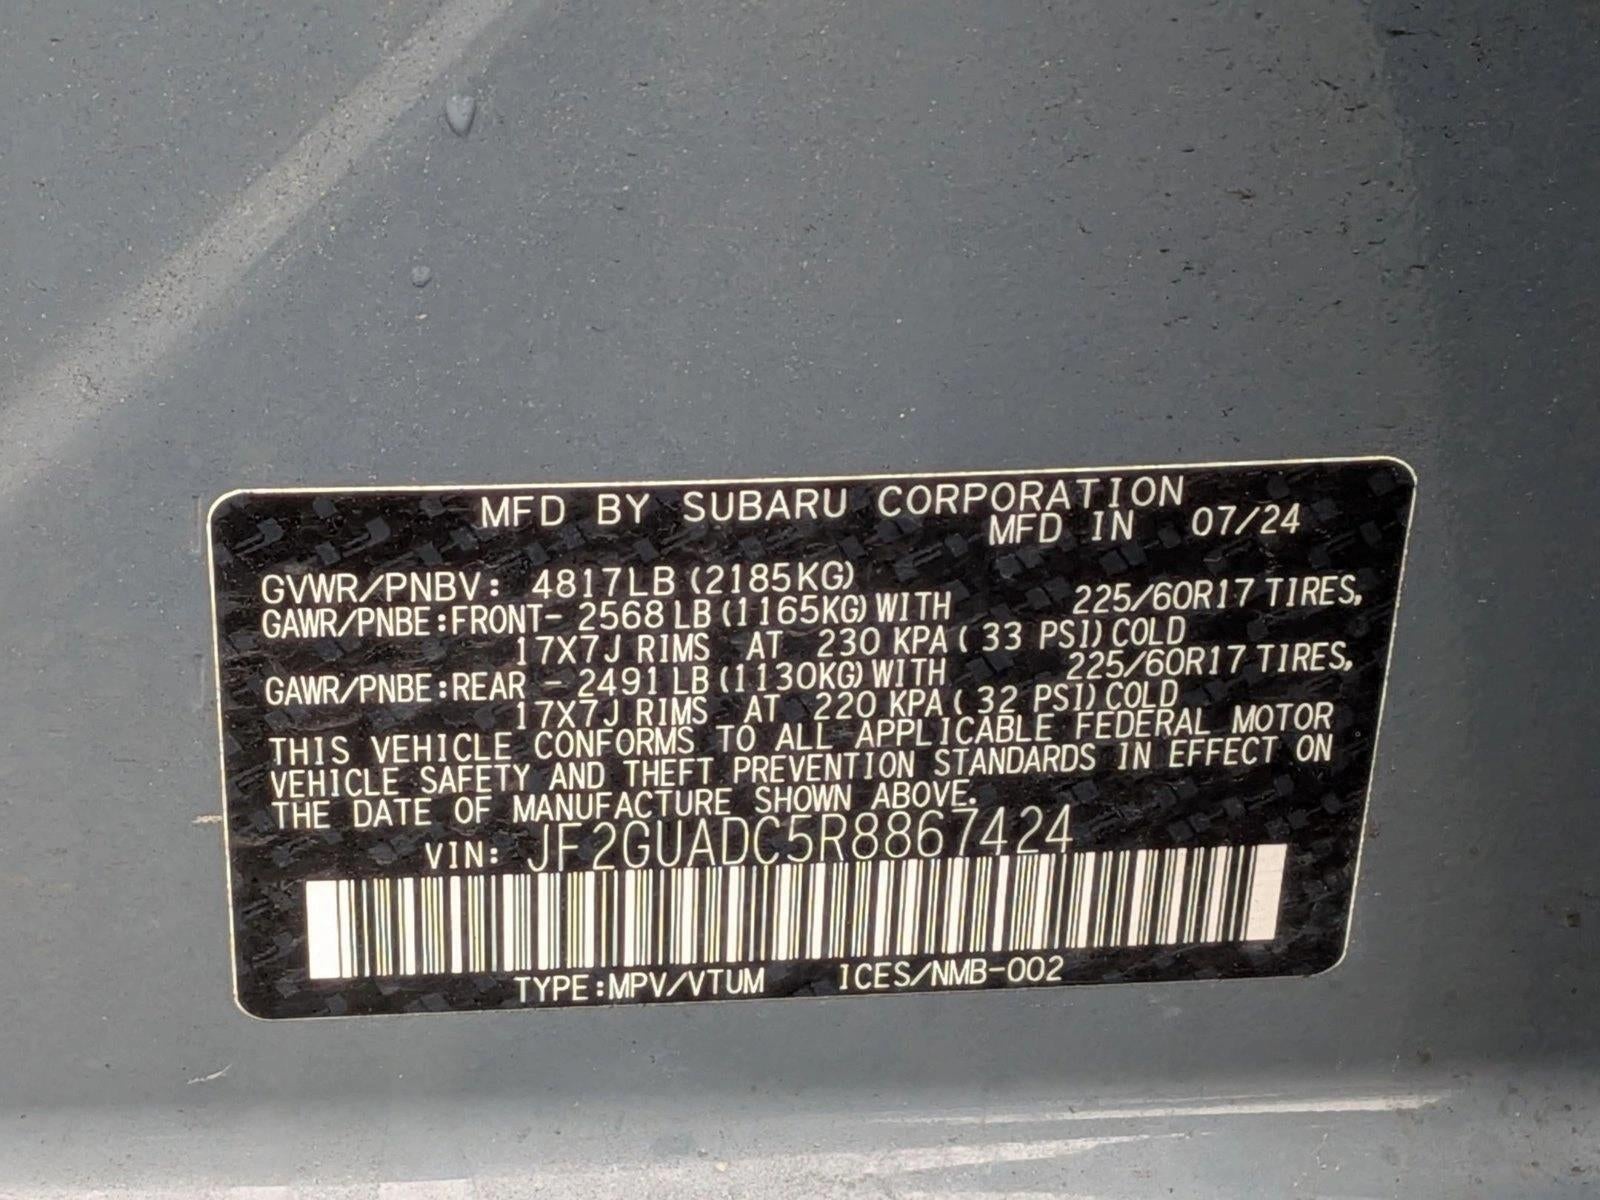 MFD BY SUBARU CORPORATION
MFD IN 07/24
GVWR/PNBV: 4817LB (2185KG)
GAWR/PNBE:FRONT- 2568 LB (1165KG) WITH 225/60R17 TIRES,
17X7J RIMS AT 230 KPA ( 33 PSI) COLD
GAWR/PNBE:REAR - 2491 LB (1130KG) WITH 225/60R17 TIRES,
17X7J RIMS AT 220 KPA ( 32 PSI) COLD
THIS VEHICLE CONFORMS TO ALL APPLICABLE FEDERAL MOTOR
VEHICLE SAFETY AND THEFT PREVENTION STANDARDS IN EFFECT ON
THE DATE OF MANUFACTURE SHOWN ABOVE.
VIN: JF2GUADC5R8867424
TYPE:MPV/VTUM ICES/NMB-002